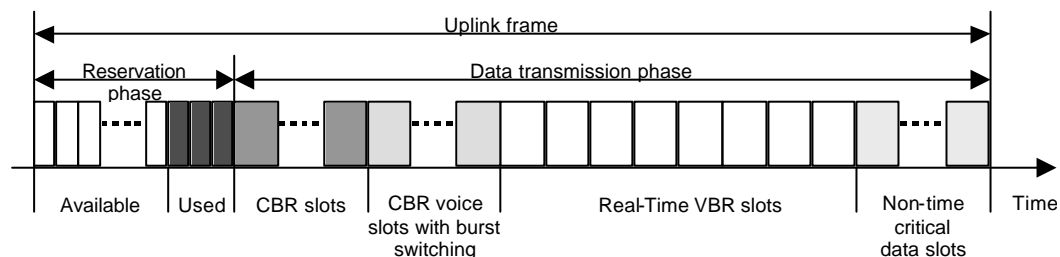 Uplink frame
Reservation
phase
Data transmission phase
Available
Used
CBR slots
CBR voice
slots with burst
switching
Real-Time VBR slots
Non-time
critical
data slots
Time